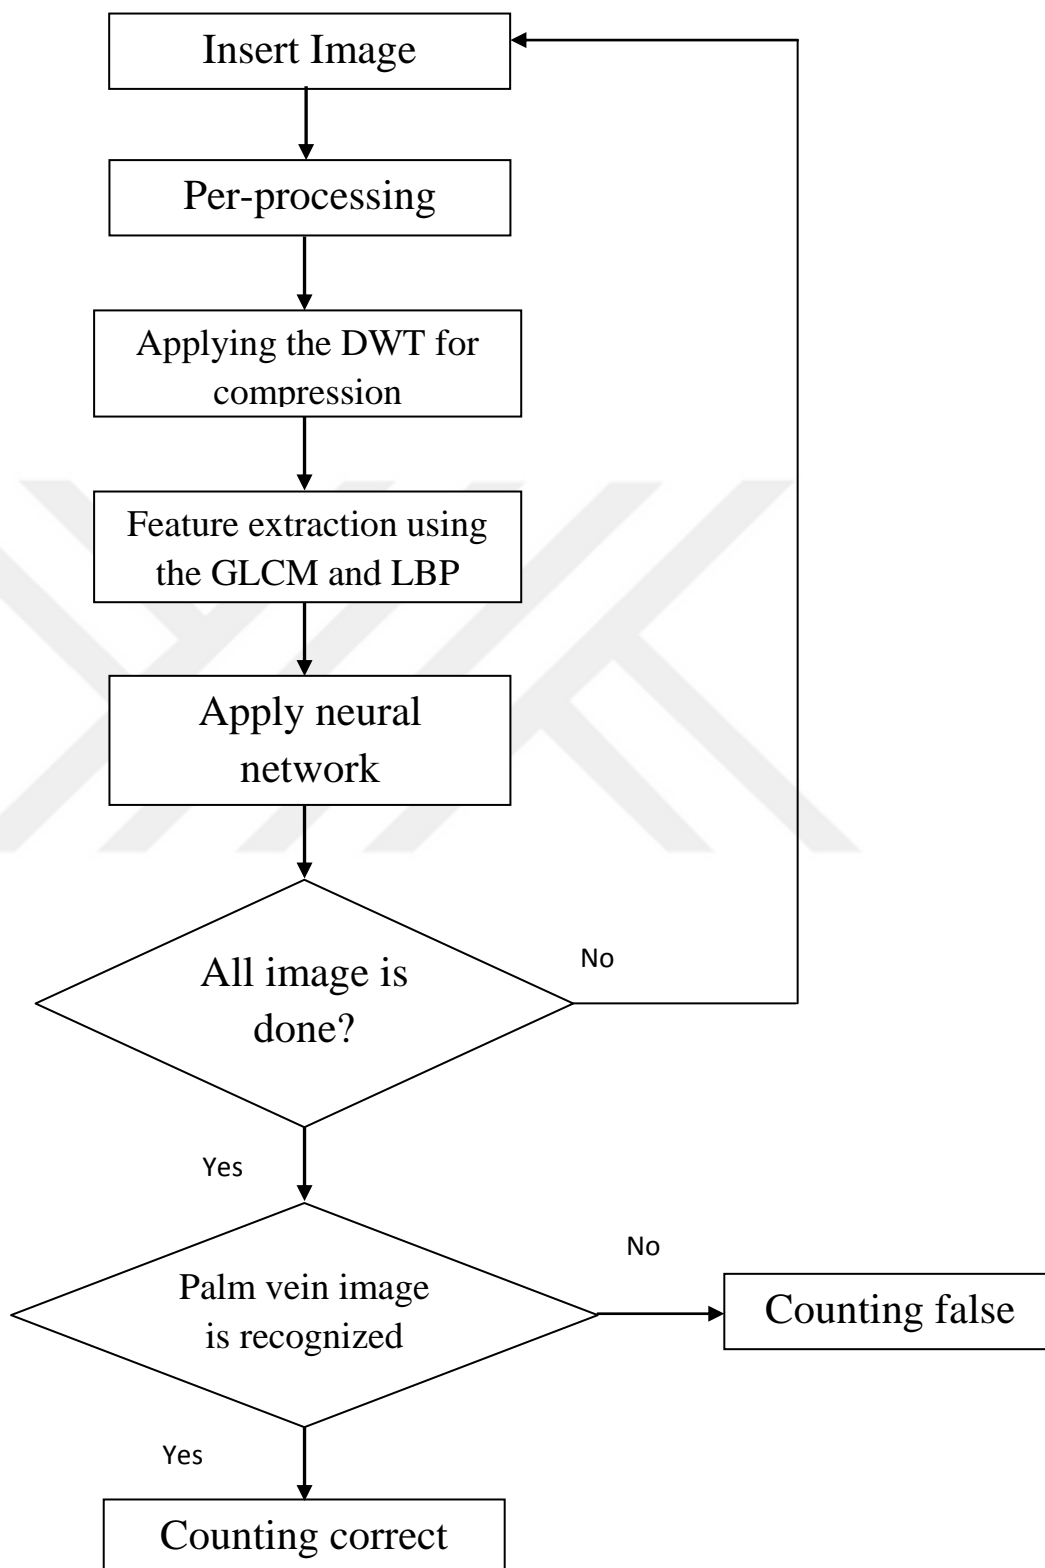 Insert Image
Per-processing
Applying the DWT for
compression
Feature extraction using
the GLCM and LBP
Apply neural
network
All image is
done?
No
Yes
Palm vein image
is recognized
No
Counting false
Yes
Counting correct